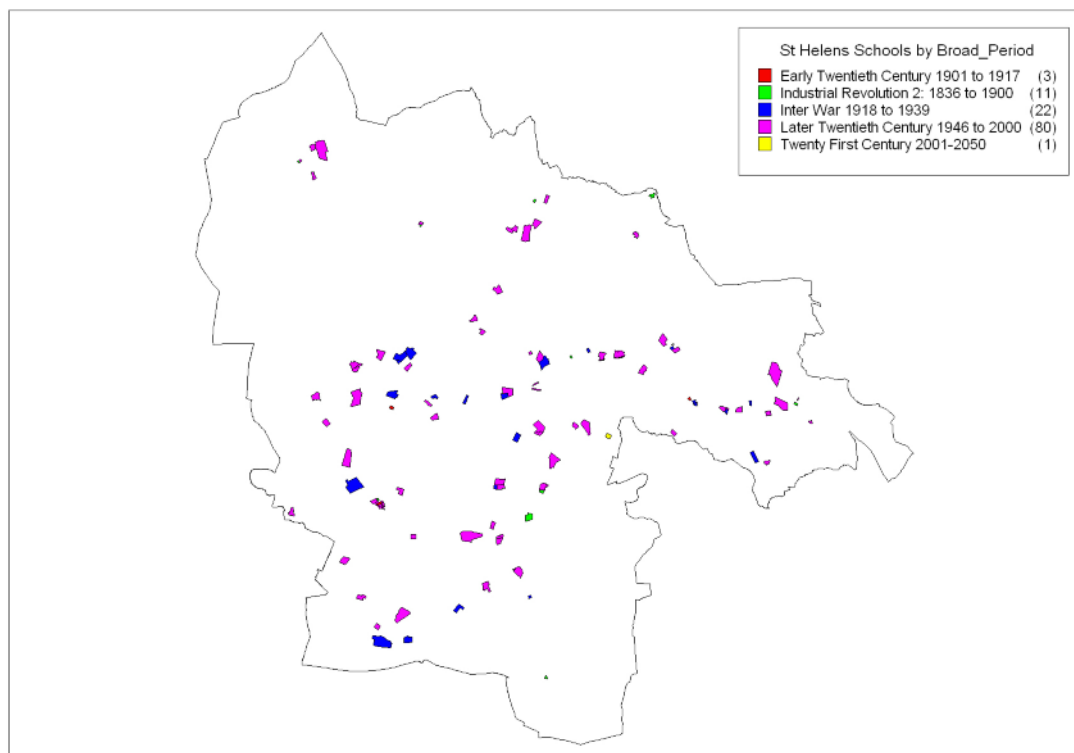 St Helens Schools by Broad_Period
Early Twentieth Century 1901 to 1917 (3)
Industrial Revolution 2: 1836 to 1900 (11)
Inter War 1918 to 1939 (22)
Later Twentieth Century 1946 to 2000 (80)
Twenty First Century 2001-2050 (1)